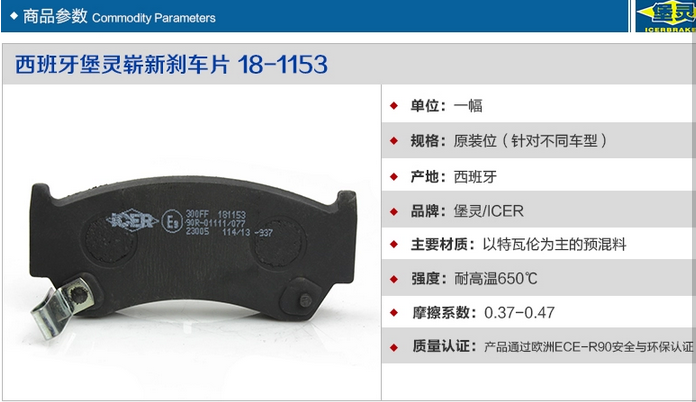 商品参数 Commodity Parameters
堡灵
ICERBRAKE
西班牙堡灵崭新刹车片 18-1153
单位：一幅
规格：原装位（针对不同车型）
产地：西班牙
品牌：堡灵/ICER
主要材质：以特瓦伦为主的预混料
强度：耐高温650℃
摩擦系数：0.37-0.47
质量认证：产品通过欧洲ECE-R90安全与环保认证
ICER E9 300FF 181153
90R-01111/077
23005 114/13 -937